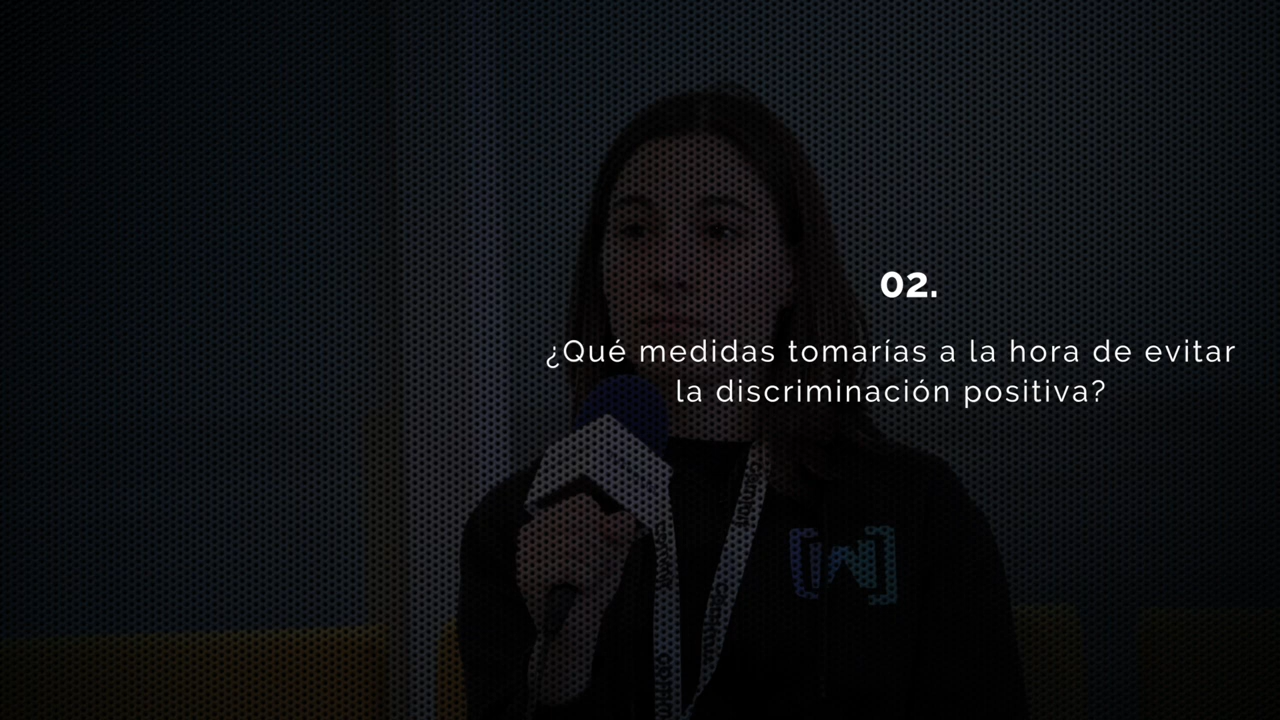 02.
¿Qué medidas tomarías a la hora de evitar
la discriminación positiva?
[W]